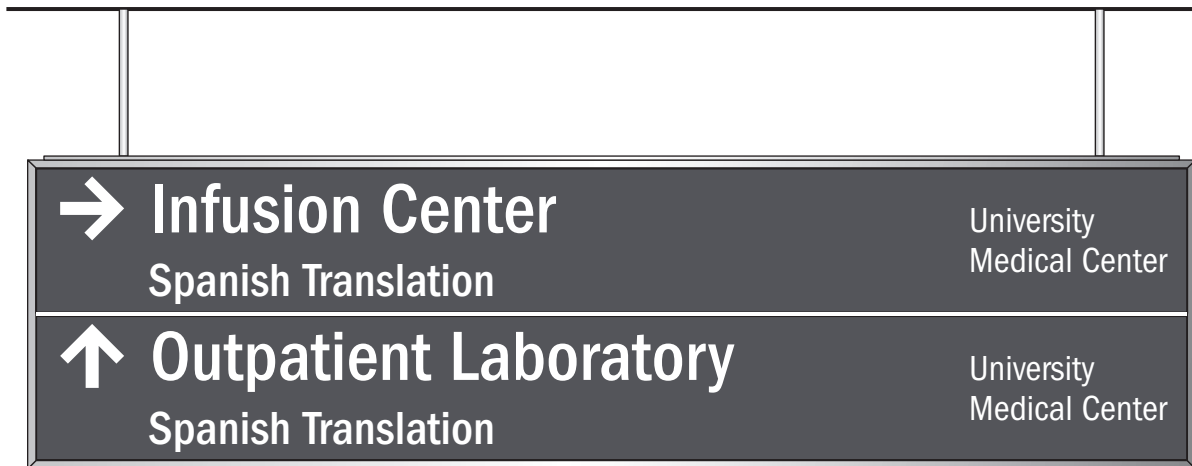 Infusion Center
Spanish Translation
University
Medical Center
Outpatient Laboratory
Spanish Translation
University
Medical Center